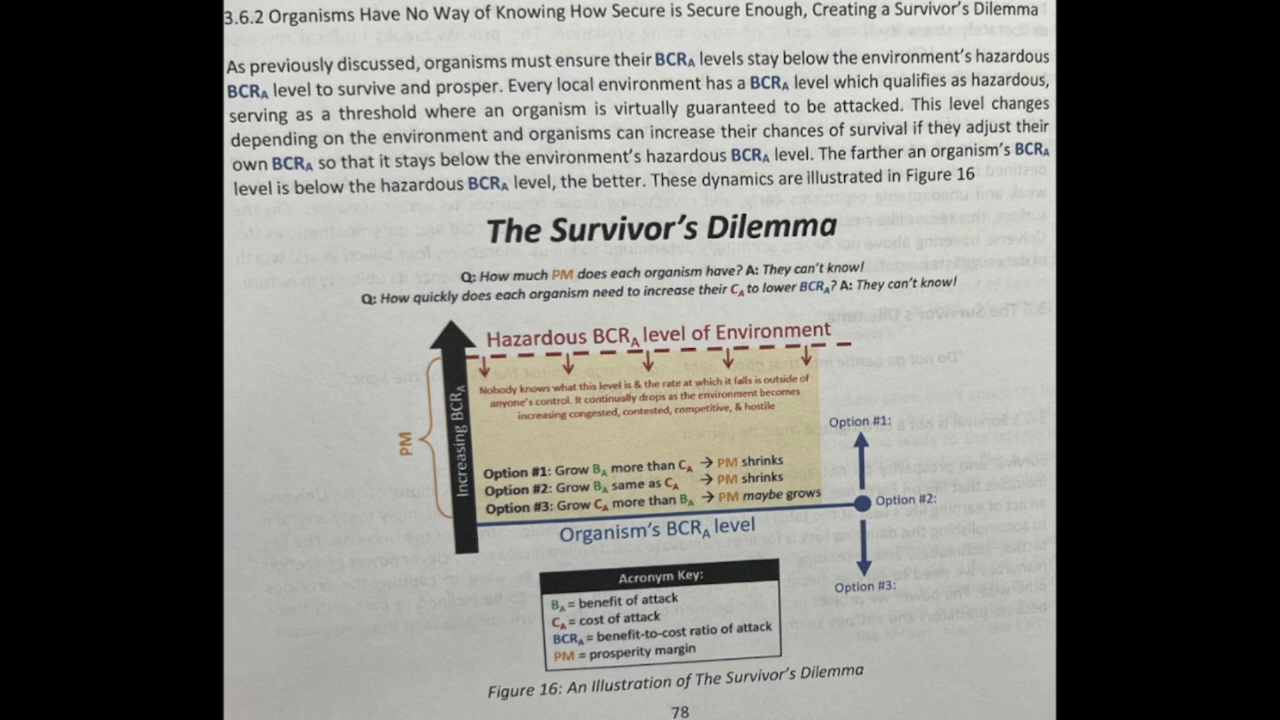 3.6.2 Organisms Have No Way of Knowing How Secure is Secure Enough, Creating a Survivor's Dilemma
As previously discussed, organisms must ensure their BCRA levels stay below the environment's hazardous
BCRA level to survive and prosper. Every local environment has a BCRA level which qualifies as hazardous,
serving as a threshold where an organism is virtually guaranteed to be attacked. This level changes
depending on the environment and organisms can increase their chances of survival if they adjust their
own BCRA so that it stays below the environment's hazardous BCRA level. The farther an organism's BCRA
level is below the hazardous BCRA level, the better. These dynamics are illustrated in Figure 16
The Survivor's Dilemma
Q: How much PM does each organism have? A: They can't know!
Q: How quickly does each organism need to increase their CA to lower BCRA? A: They can't know!
Hazardous BCRA level of Environment
Nobody knows what this level is & the rate at which it falls is outside of
anyone's control. It continually drops as the environment becomes
increasing congested, contested, competitive, & hostile
PM
Increasing BCRA
Option #1: Grow BA more than CA → PM shrinks
Option #2: Grow BA same as CA → PM shrinks
Option #3: Grow CA more than BA → PM maybe grows
Organism's BCRA level
Option #1:
Option #2:
Option #3:
Acronym Key:
BA = benefit of attack
CA = cost of attack
BCRA = benefit-to-cost ratio of attack
PM = prosperity margin
Figure 16: An Illustration of The Survivor's Dilemma
78